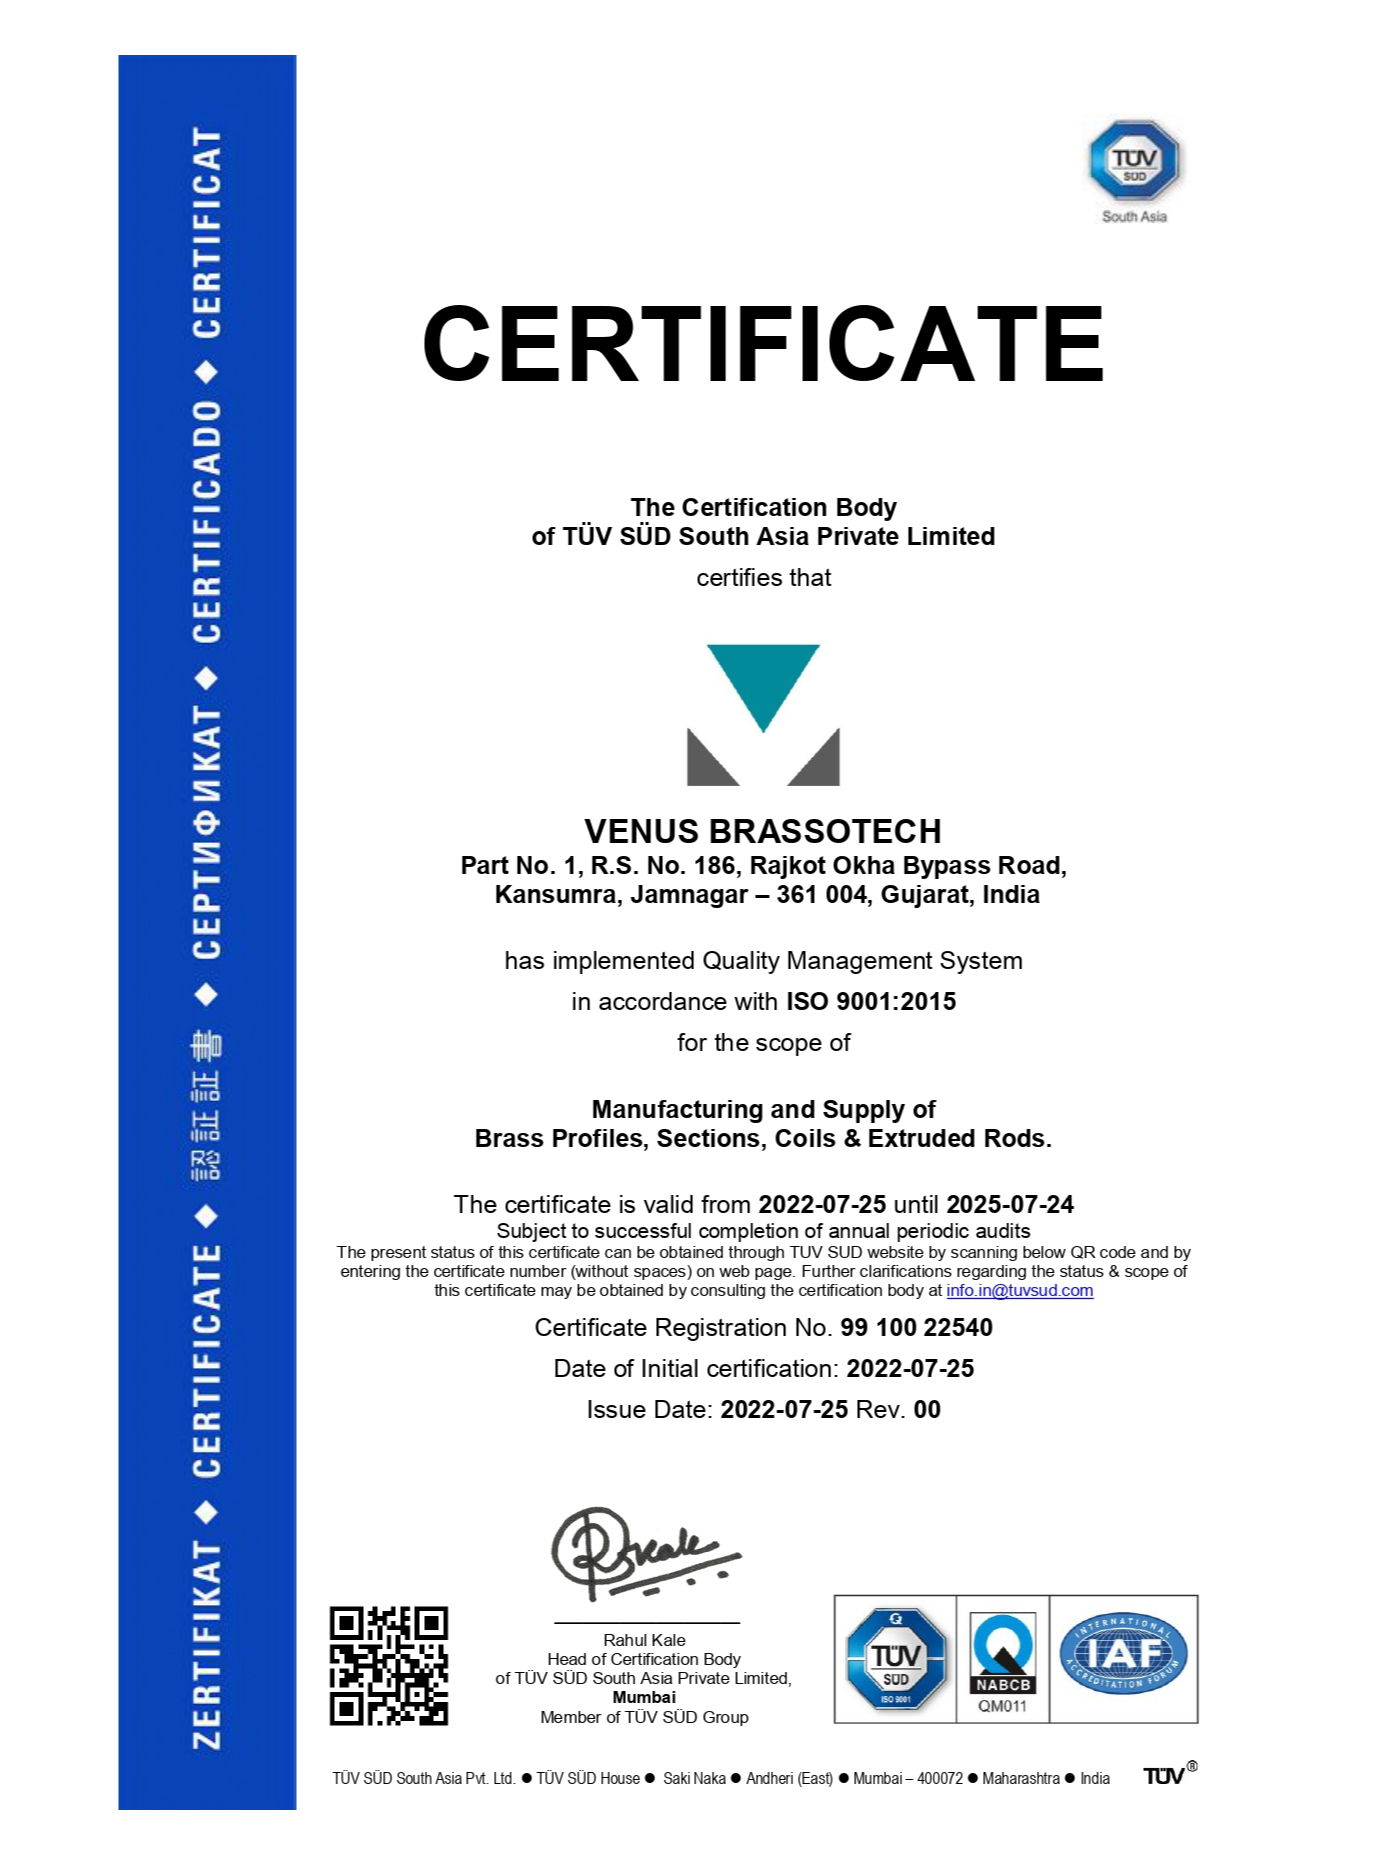 ZERTIFIKAT ◆ CERTIFICATE ◆ 認証証書 ◆ СЕРТИФИКАТ ◆ CERTIFICADO ◆ CERTIFICAT
TÜV
SÜD
South Asia
CERTIFICATE
The Certification Body
of TÜV SÜD South Asia Private Limited
certifies that
VENUS BRASSOTECH
Part No. 1, R.S. No. 186, Rajkot Okha Bypass Road,
Kansumra, Jamnagar – 361 004, Gujarat, India
has implemented Quality Management System
in accordance with ISO 9001:2015
for the scope of
Manufacturing and Supply of
Brass Profiles, Sections, Coils & Extruded Rods.
The certificate is valid from 2022-07-25 until 2025-07-24
Subject to successful completion of annual periodic audits
The present status of this certificate can be obtained through TUV SUD website by scanning below QR code and by
entering the certificate number (without spaces) on web page. Further clarifications regarding the status & scope of
this certificate may be obtained by consulting the certification body at info.in@tuvsud.com
Certificate Registration No. 99 100 22540
Date of Initial certification: 2022-07-25
Issue Date: 2022-07-25 Rev. 00
RKale
Rahul Kale
Head of Certification Body
of TÜV SÜD South Asia Private Limited,
Mumbai
Member of TÜV SÜD Group
Q
TÜV
SÜD
ISO 9001
NABCB
QM011
INTERNATIONAL
IAF
ACCREDITATION FORUM
TÜV SÜD South Asia Pvt. Ltd. ● TÜV SÜD House ● Saki Naka ● Andheri (East) ● Mumbai – 400072 ● Maharashtra ● India
TÜV®